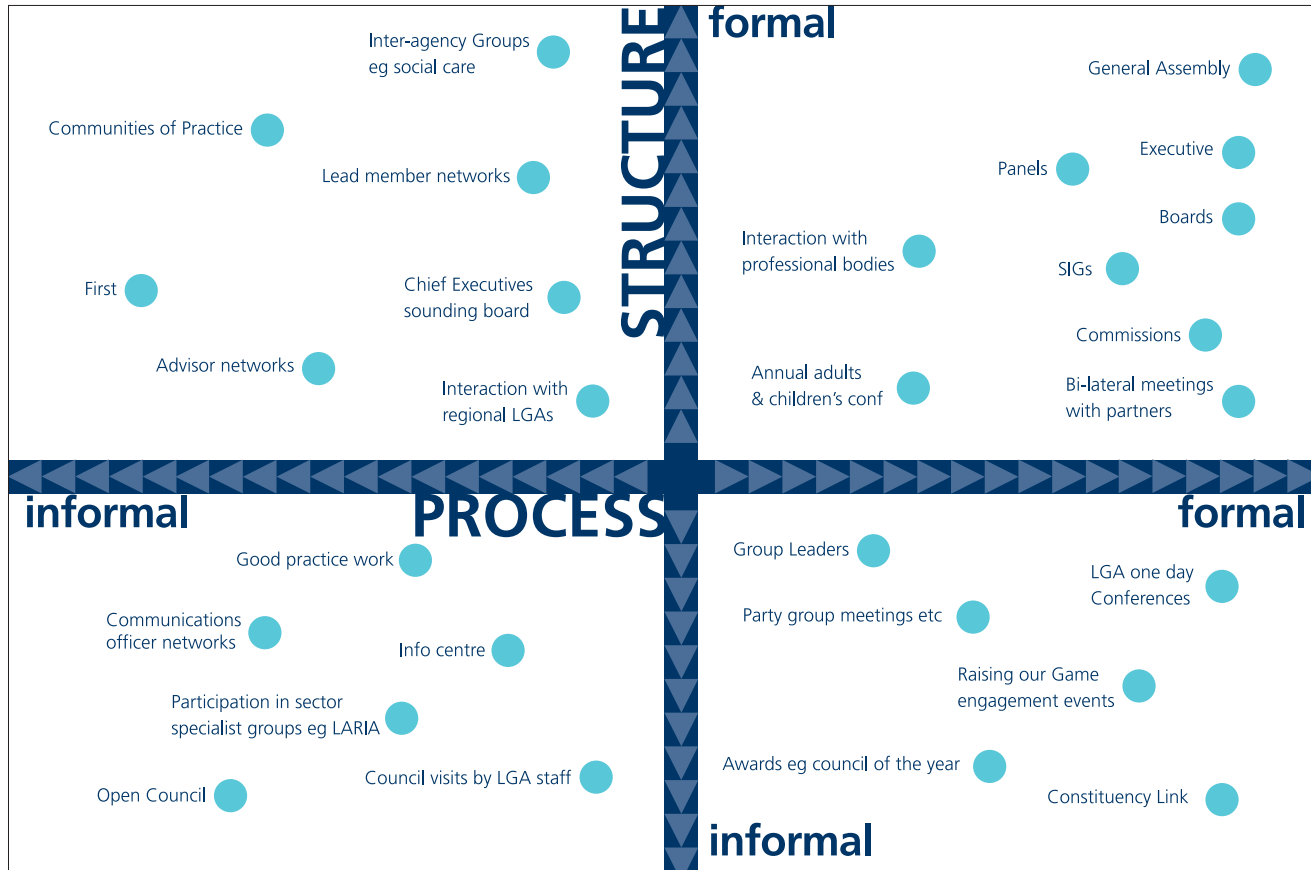 formal
STRUCTURE
Inter-agency Groups
eg social care
Communities of Practice
Lead member networks
First
Chief Executives
sounding board
Advisor networks
Interaction with
regional LGAs
General Assembly
Executive
Panels
Boards
Interaction with
professional bodies
SIGs
Commissions
Annual adults
& children's conf
Bi-lateral meetings
with partners
informal
PROCESS
formal
Good practice work
Communications
officer networks
Info centre
Participation in sector
specialist groups eg LARIA
Council visits by LGA staff
Open Council
Group Leaders
LGA one day
Conferences
Party group meetings etc
Raising our Game
engagement events
Awards eg council of the year
Constituency Link
informal